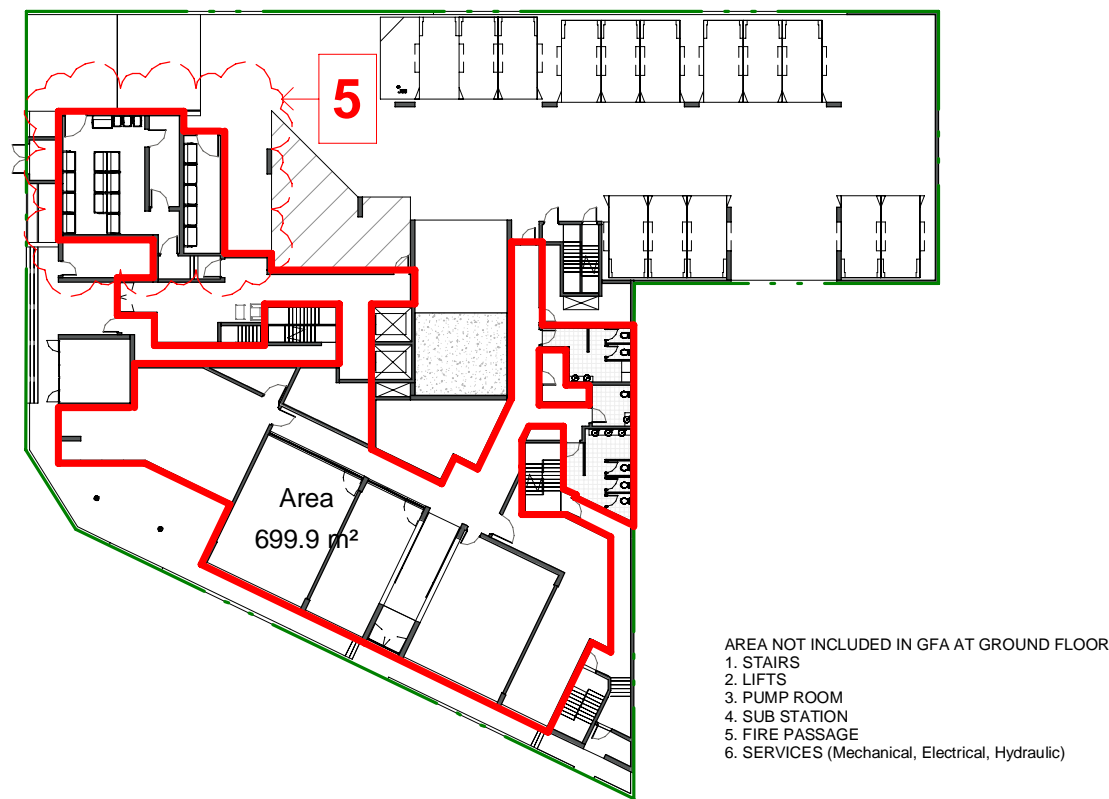 5
Area
699.9 m²
AREA NOT INCLUDED IN GFA AT GROUND FLOOR
1. STAIRS
2. LIFTS
3. PUMP ROOM
4. SUB STATION
5. FIRE PASSAGE
6. SERVICES (Mechanical, Electrical, Hydraulic)